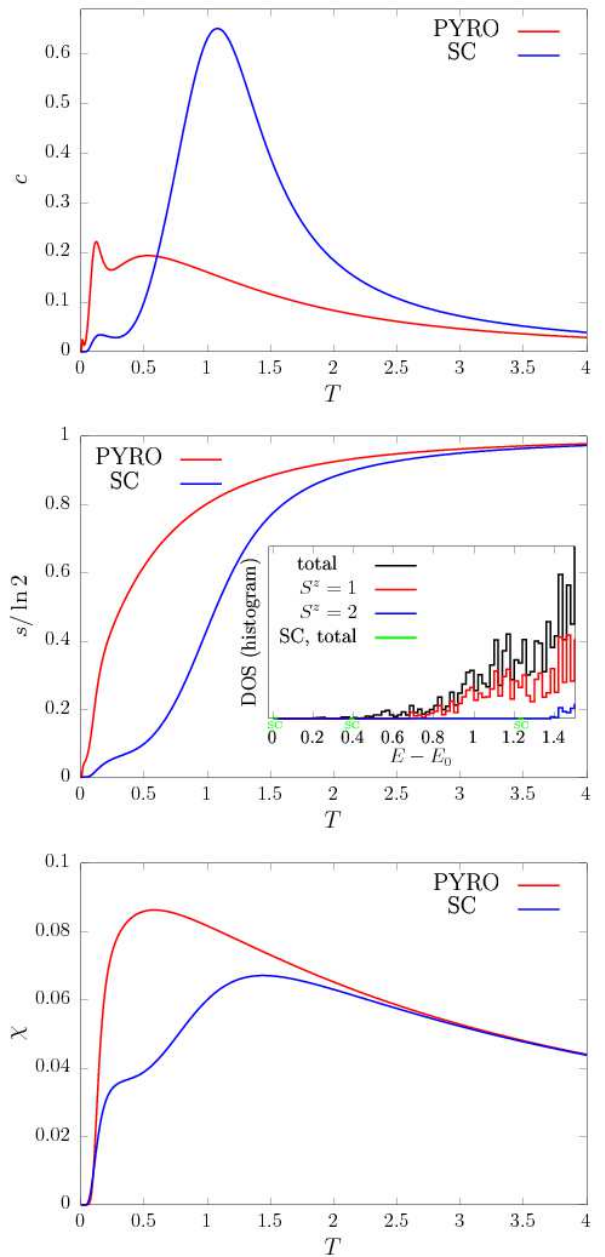 PYRO
SC
0.6
0.5
0.4
0.3
0.2
0.1
0
c
0 0.5 1 1.5 2 2.5 3 3.5 4
T
1
0.8
0.6
0.4
0.2
0
s/ ln 2
PYRO
SC
total
S^z = 1
S^z = 2
SC, total
DOS (histogram)
SC SC SC
0 0.2 0.4 0.6 0.8 1 1.2 1.4
E − E_0
0 0.5 1 1.5 2 2.5 3 3.5 4
T
0.1
0.08
0.06
0.04
0.02
0
χ
PYRO
SC
0 0.5 1 1.5 2 2.5 3 3.5 4
T